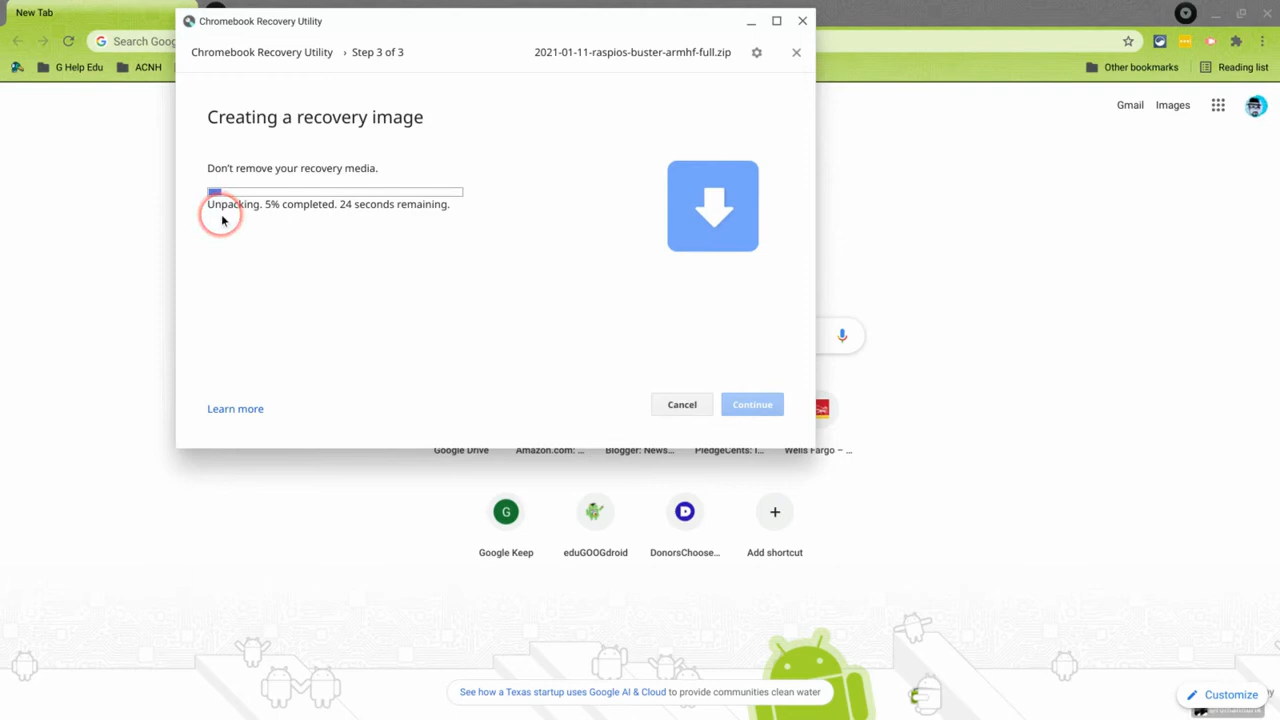 New Tab
Chromebook Recovery Utility
Search Goog
Chromebook Recovery Utility › Step 3 of 3
2021-01-11-raspios-buster-armhf-full.zip
G Help Edu
ACNH
Other bookmarks
Reading list
Gmail
Images
Creating a recovery image
Don't remove your recovery media.
Unpacking. 5% completed. 24 seconds remaining.
Learn more
Cancel
Continue
Google Drive
Amazon.com: ...
Blogger: News...
PledgeCents: I...
Wells Fargo – ...
G
D
Google Keep
eduGOOGdroid
DonorsChoose...
Add shortcut
See how a Texas startup uses Google AI & Cloud to provide communities clean water
Customize